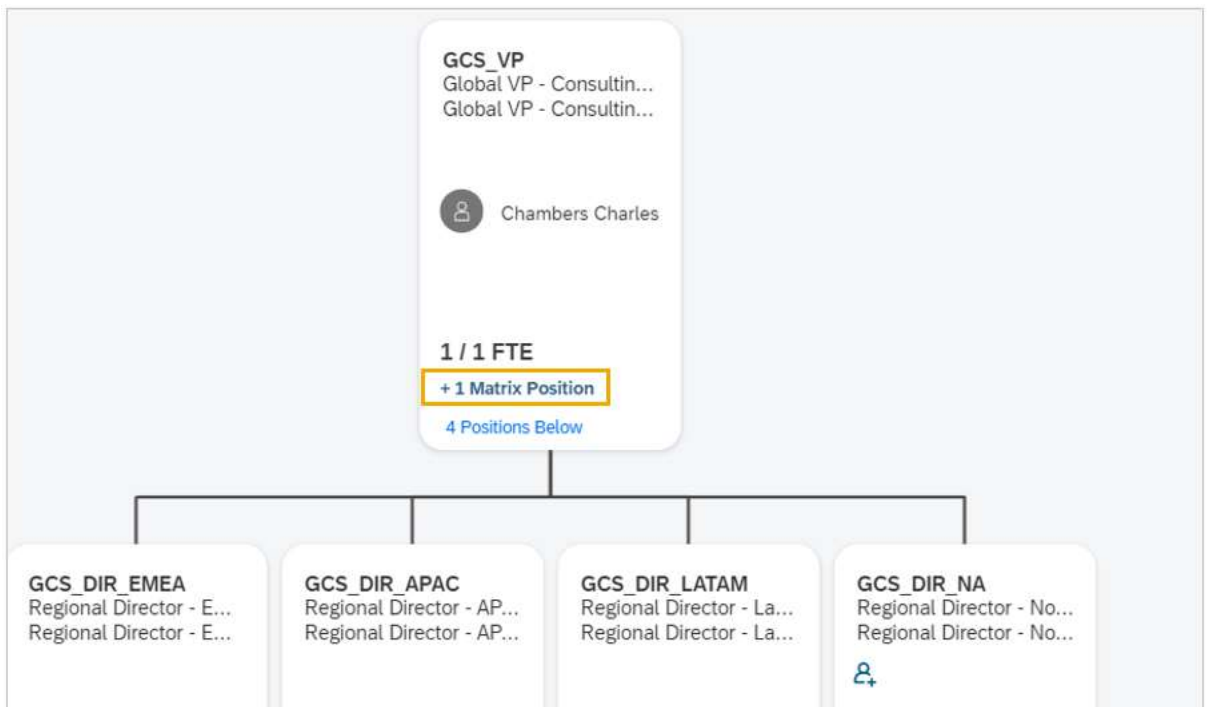 GCS_VP
Global VP - Consultin...
Global VP - Consultin...
Chambers Charles
1 / 1 FTE
+ 1 Matrix Position
4 Positions Below
GCS_DIR_EMEA
Regional Director - E...
Regional Director - E...
GCS_DIR_APAC
Regional Director - AP...
Regional Director - AP...
GCS_DIR_LATAM
Regional Director - La...
Regional Director - La...
GCS_DIR_NA
Regional Director - No...
Regional Director - No...